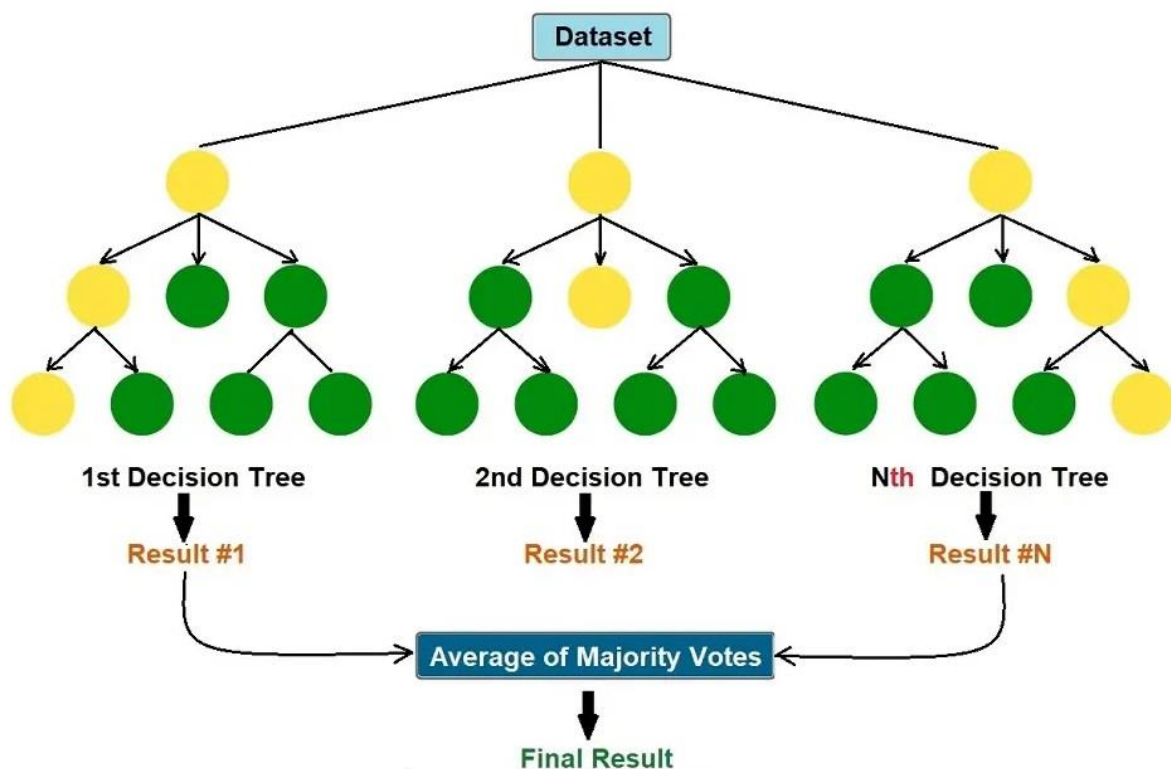 Dataset
1st Decision Tree
2nd Decision Tree
Nth Decision Tree
Result #1
Result #2
Result #N
Average of Majority Votes
Final Result